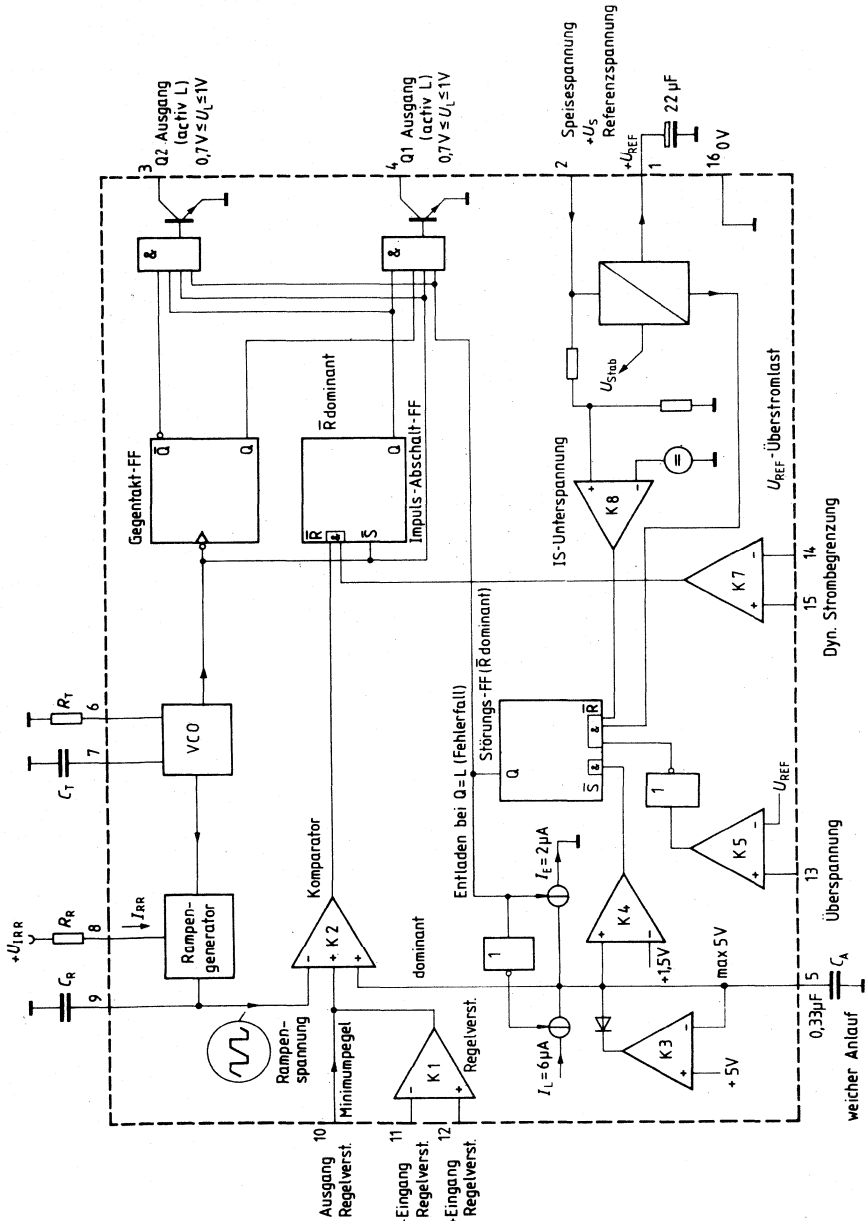 Q2 Ausgang
(activ L)
0,7 V ≤ U_L ≤ 1V
3
Q1 Ausgang
(activ L)
0,7V ≤ U_L ≤ 1V
4
Speisespannung
+U_S
2
Referenzspannung
+U_REF
1
22 µF
16
0V
&
&
Gegentakt-FF
Q̅
Q
R̅ dominant
R̅
&
S̅
Q
Impuls-Abschalt-FF
U_Stab
IS-Unterspannung
+
-
K8
=
U_REF-Überstromlast
R_T
6
C_T
7
VCO
+U_IRR
R_R
8
I_RR
C_R
9
Rampen-
generator
Rampen-
spannung
Komparator
-
+
+
K2
dominant
Entladen bei Q=L (Fehlerfall)
Störungs-FF (R̅ dominant)
Q
S̅
&
&
R̅
K7
+
-
15
14
Dyn. Strombegrenzung
1
K5
+
-
U_REF
13
Überspannung
1
I_E = 2µA
I_L = 6µA
K4
+
-
+1,5V
max 5V
K3
+
-
+ 5V
5
0,33µF
C_A
weicher Anlauf
Minimumpegel
K1
-
+
Regelverst.
10
Ausgang
Regelverst.
11
-Eingang
Regelverst.
12
+Eingang
Regelverst.